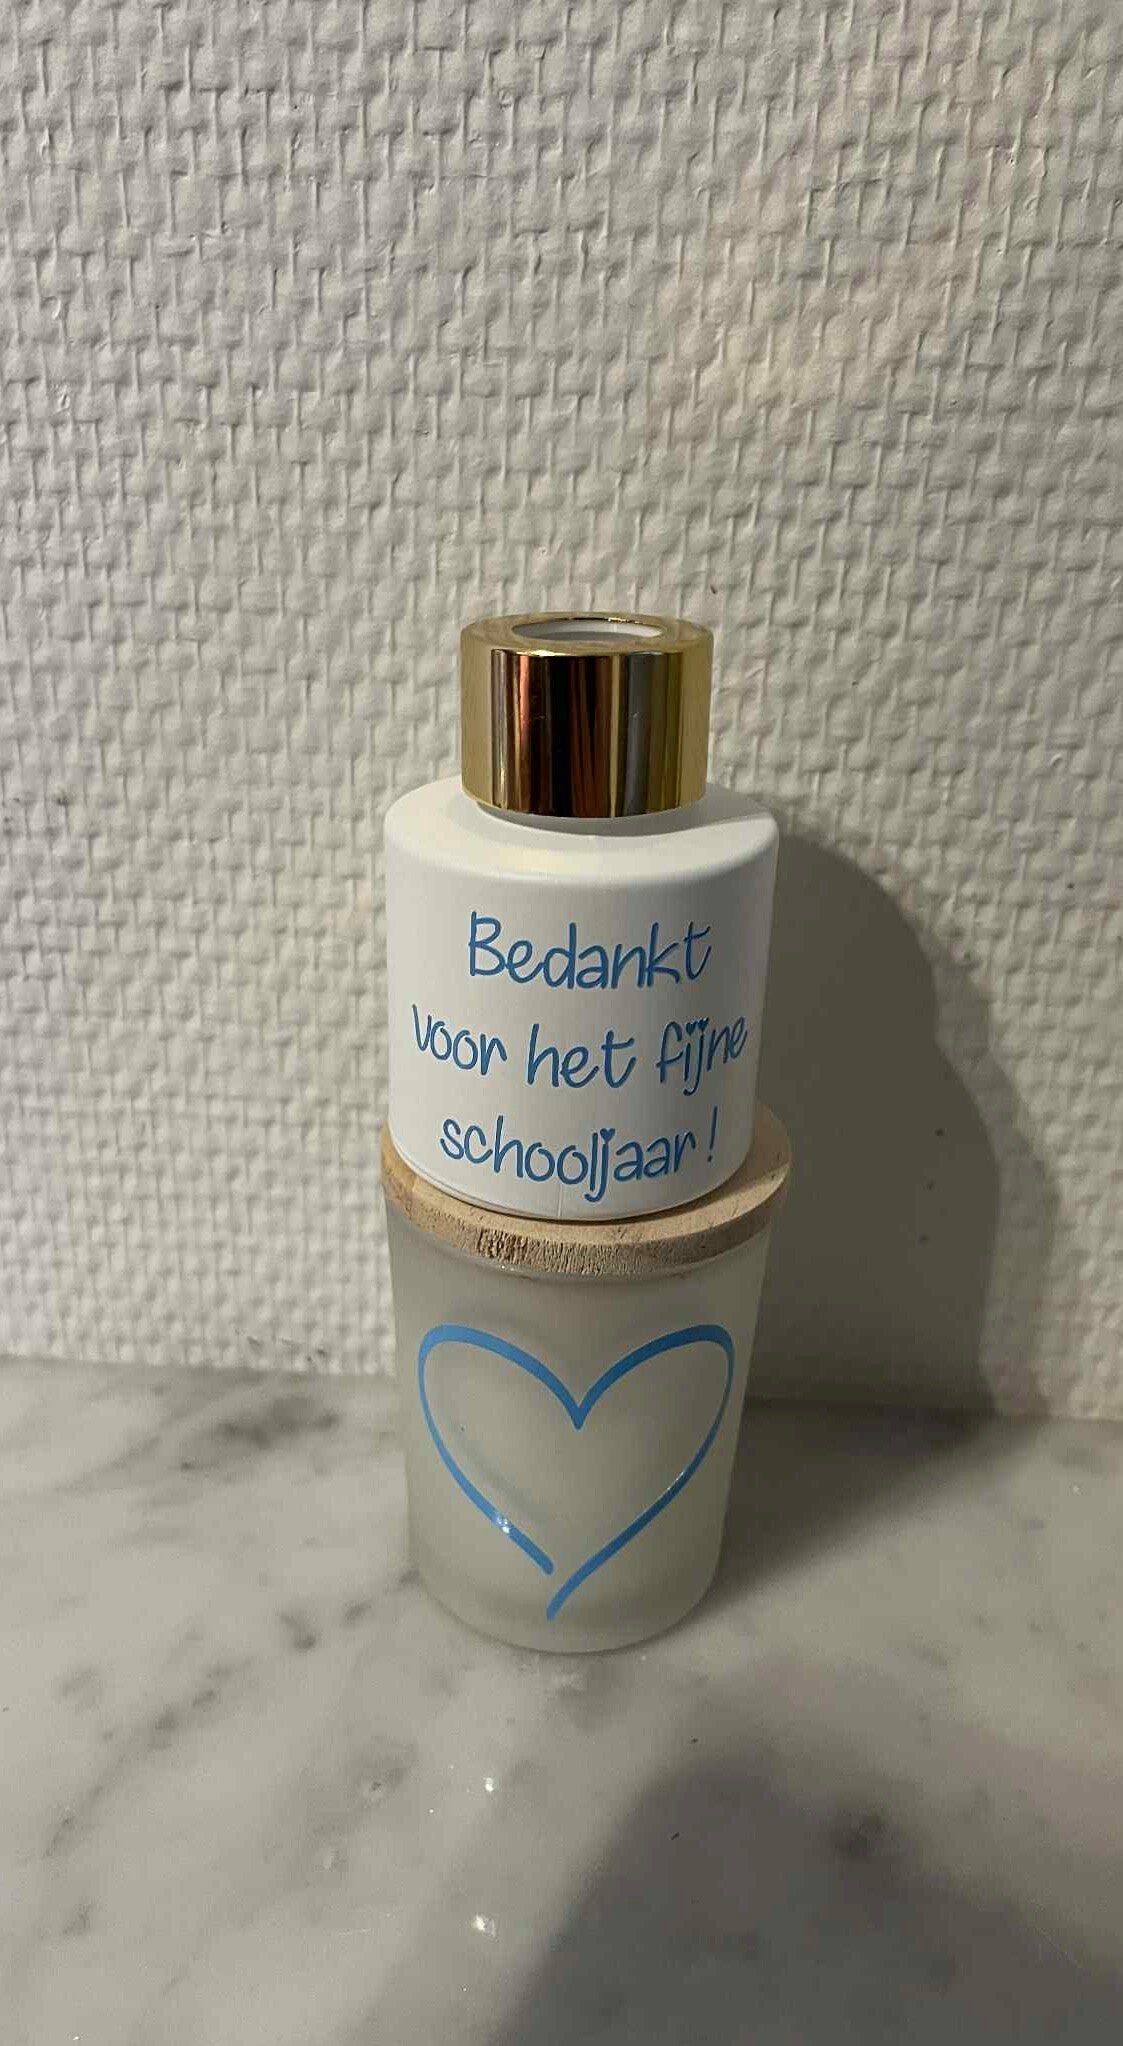 Bedankt
voor het fijne
schooljaar!